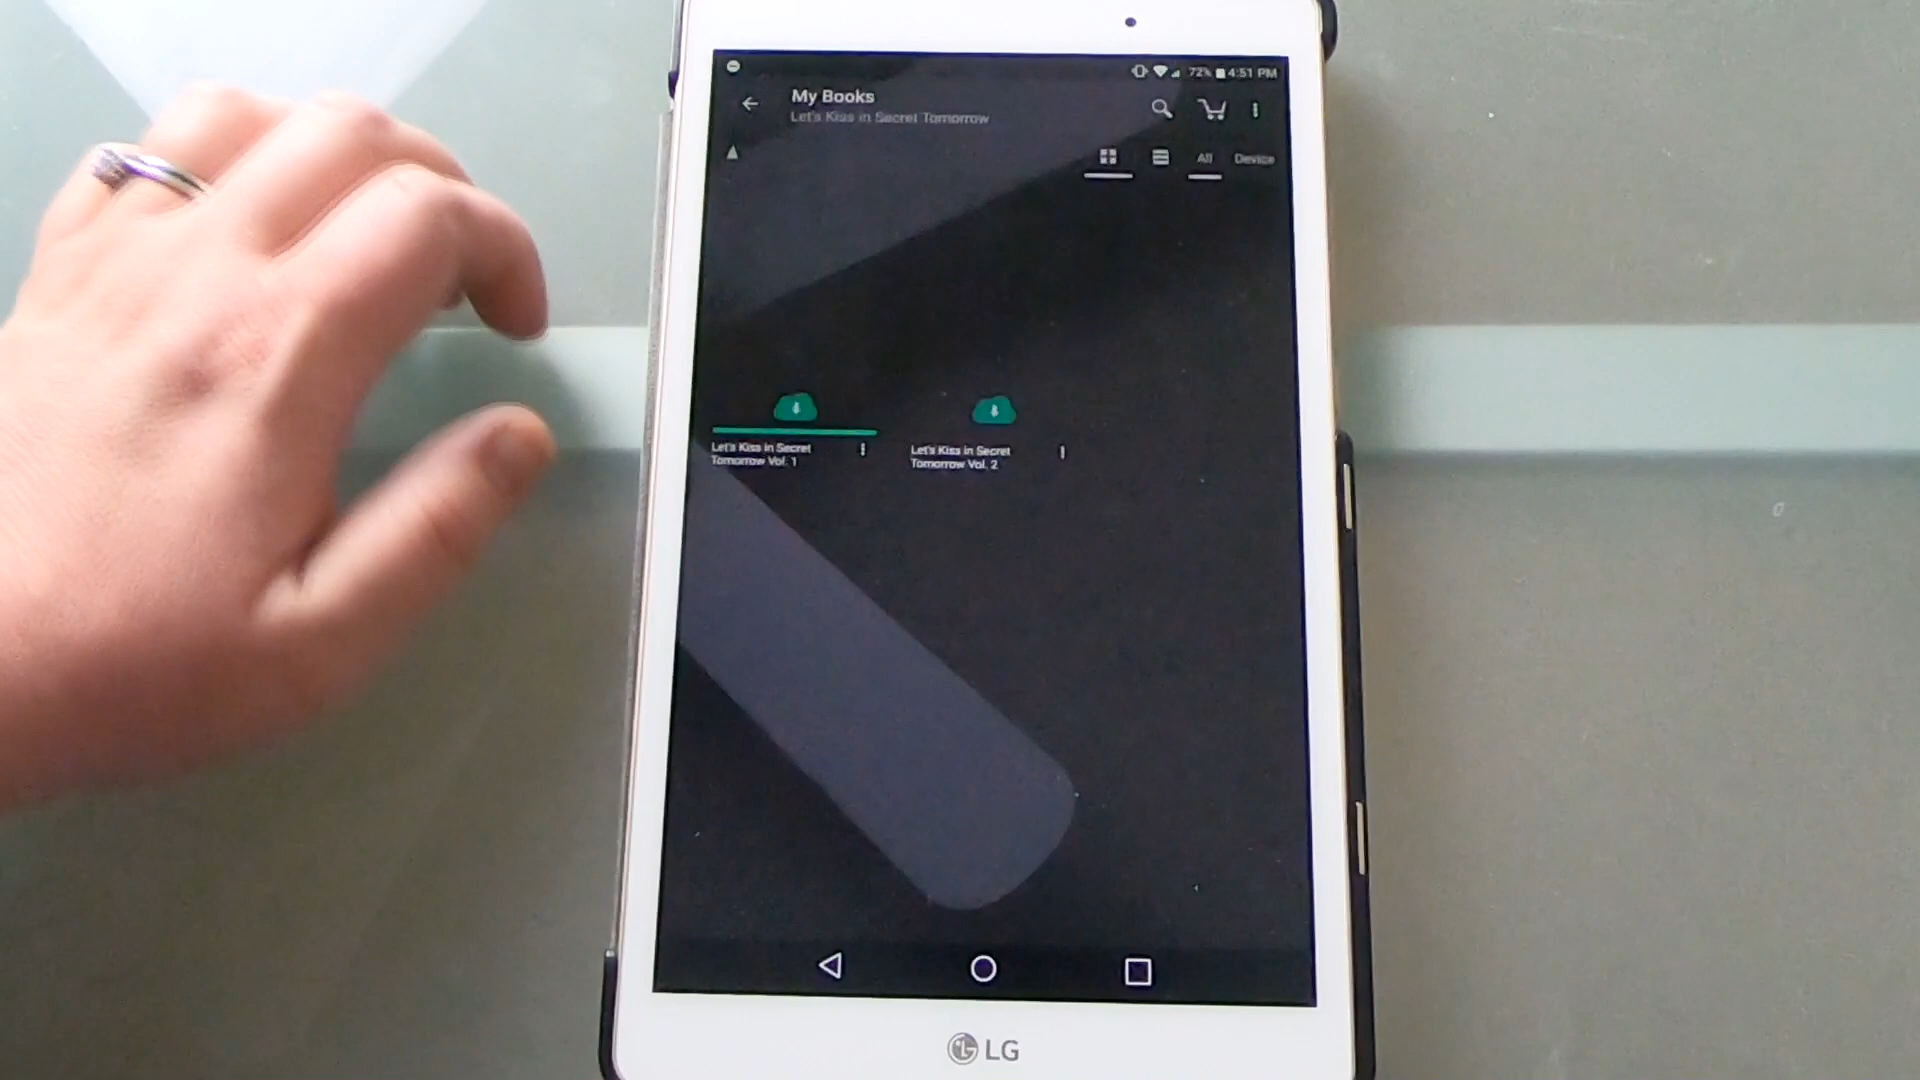 72% 4:51 PM
My Books
Let's Kiss in Secret Tomorrow
All Device
Let's Kiss in Secret
Tomorrow Vol. 1
Let's Kiss in Secret
Tomorrow Vol. 2
LG